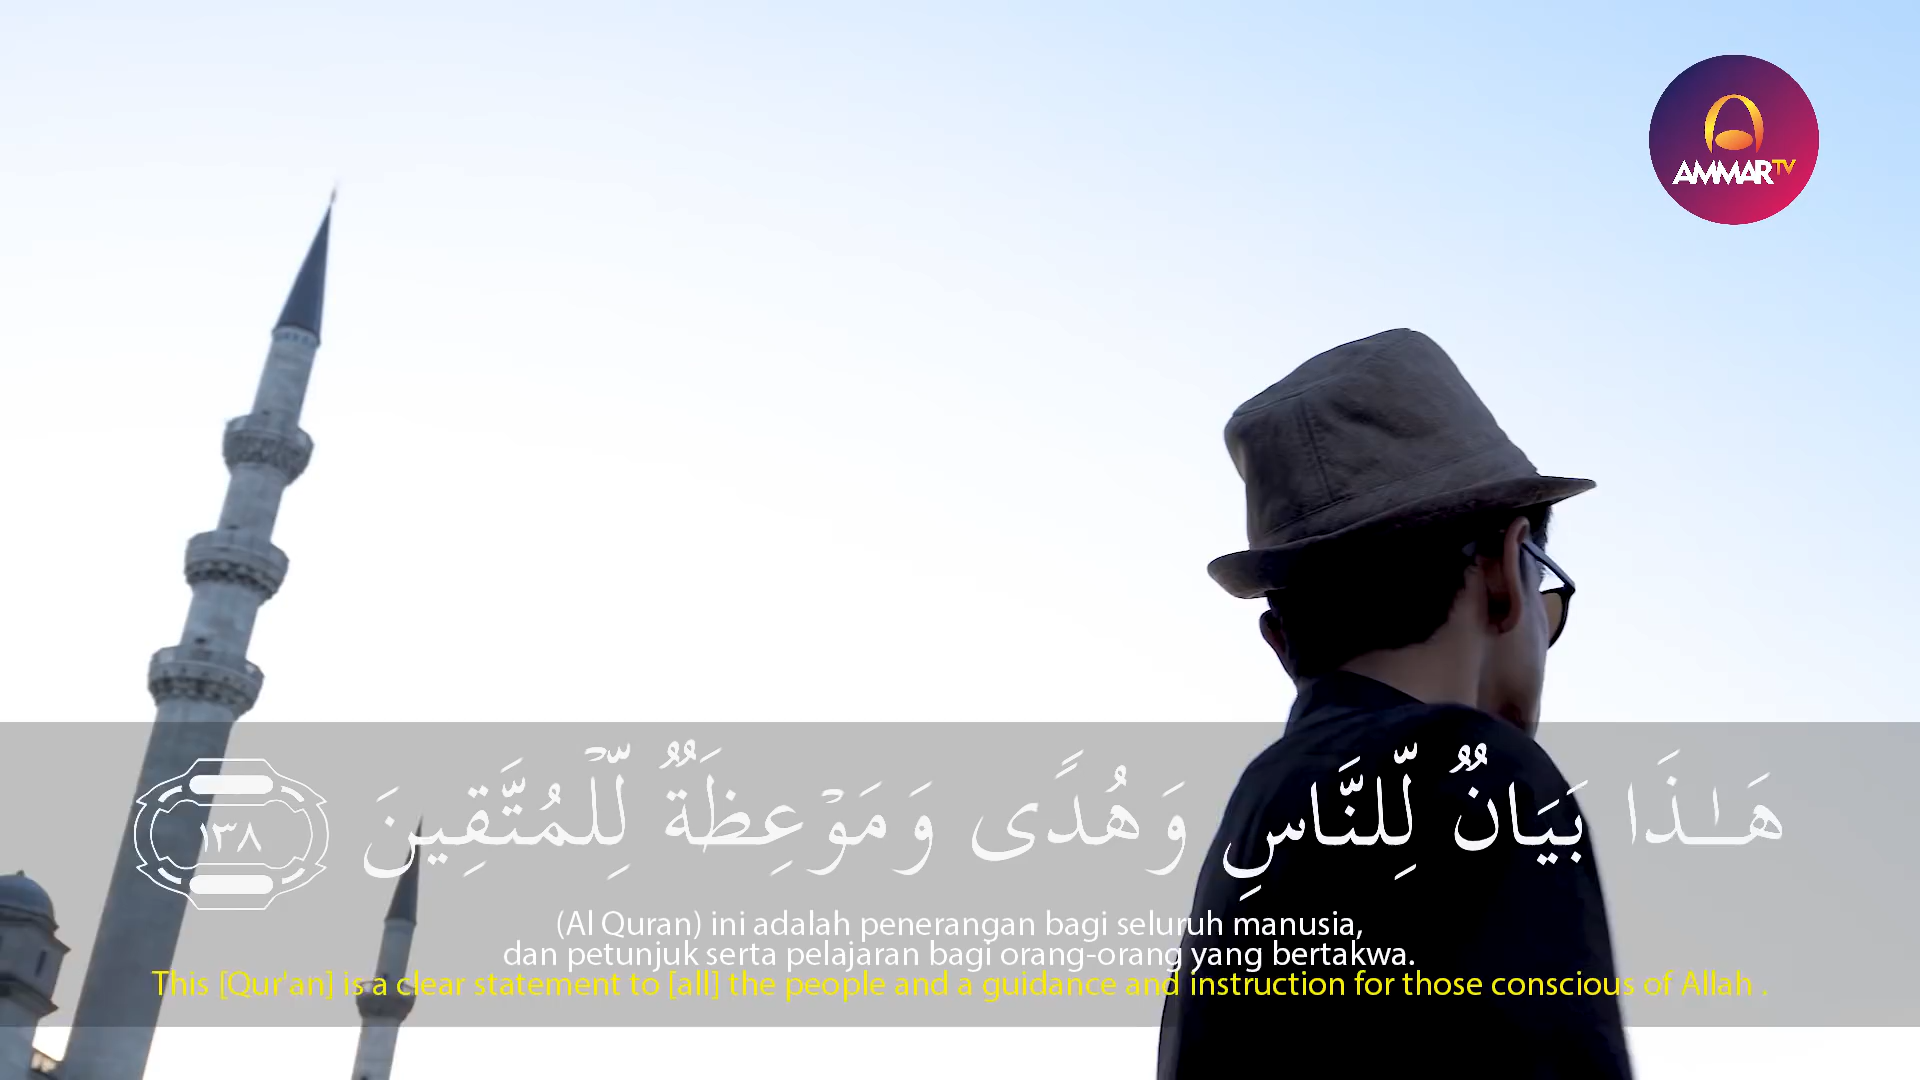 AMMARTV
هَـٰذَا بَيَانٌ لِّلنَّاسِ وَهُدًى وَمَوْعِظَةٌ لِّلْمُتَّقِينَ ١٣٨
(Al Quran) ini adalah penerangan bagi seluruh manusia,
dan petunjuk serta pelajaran bagi orang-orang yang bertakwa.
This [Qur'an] is a clear statement to [all] the people and a guidance and instruction for those conscious of Allah .